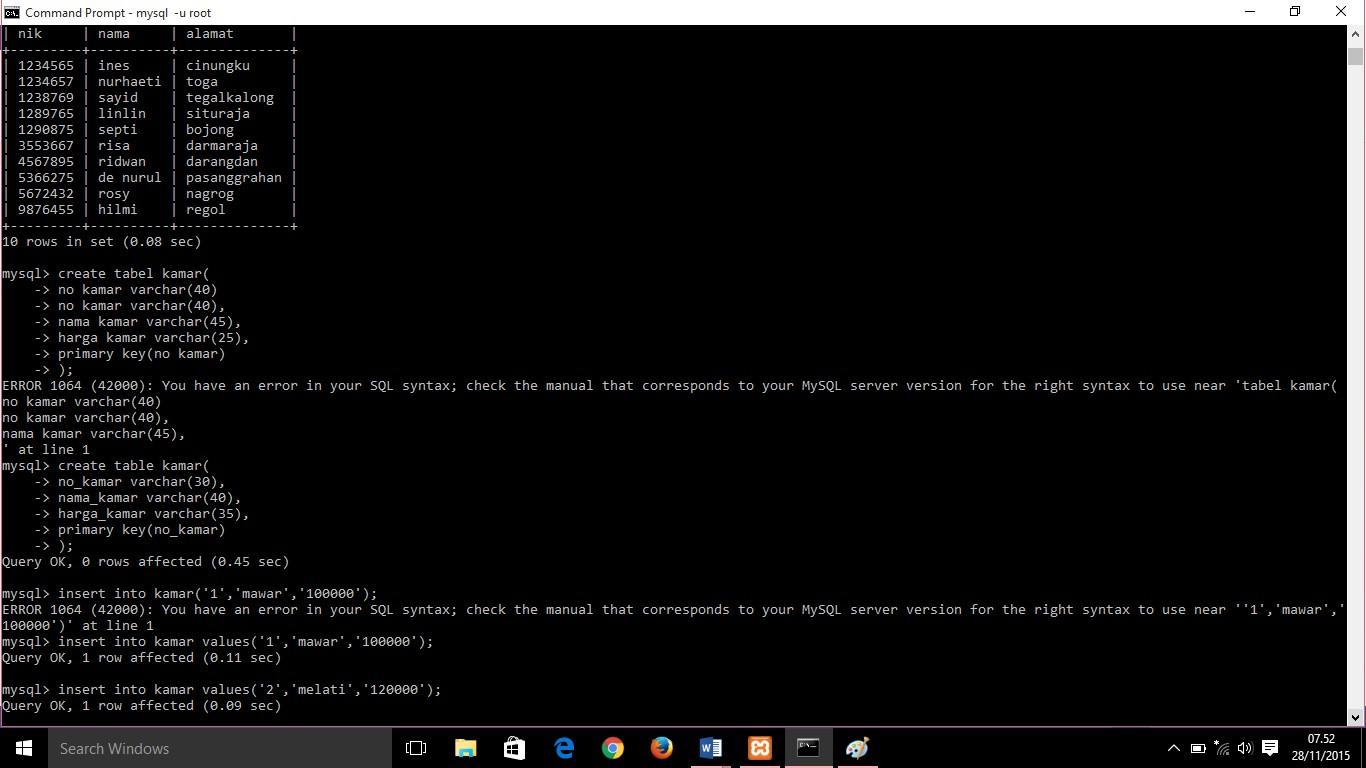 Command Prompt - mysql  -u root
| nik     | nama     | alamat       |
+---------+----------+--------------+
| 1234565 | ines     | cinungku     |
| 1234657 | nurhaeti | toga         |
| 1238769 | sayid    | tegalkalong  |
| 1289765 | linlin   | situraja     |
| 1290875 | septi    | bojong       |
| 3553667 | risa     | darmaraja    |
| 4567895 | ridwan   | darangdan    |
| 5366275 | de nurul | pasanggrahan |
| 5672432 | rosy     | nagrog       |
| 9876455 | hilmi    | regol        |
+---------+----------+--------------+
10 rows in set (0.08 sec)
mysql> create tabel kamar(
    -> no kamar varchar(40)
    -> no kamar varchar(40),
    -> nama kamar varchar(45),
    -> harga kamar varchar(25),
    -> primary key(no kamar)
    -> );
ERROR 1064 (42000): You have an error in your SQL syntax; check the manual that corresponds to your MySQL server version for the right syntax to use near 'tabel kamar(
no kamar varchar(40)
no kamar varchar(40),
nama kamar varchar(45),
' at line 1
mysql> create table kamar(
    -> no_kamar varchar(30),
    -> nama_kamar varchar(40),
    -> harga_kamar varchar(35),
    -> primary key(no_kamar)
    -> );
Query OK, 0 rows affected (0.45 sec)
mysql> insert into kamar('1','mawar','100000');
ERROR 1064 (42000): You have an error in your SQL syntax; check the manual that corresponds to your MySQL server version for the right syntax to use near ''1','mawar','
100000')' at line 1
mysql> insert into kamar values('1','mawar','100000');
Query OK, 1 row affected (0.11 sec)
mysql> insert into kamar values('2','melati','120000');
Query OK, 1 row affected (0.09 sec)
Search Windows
07.52
28/11/2015